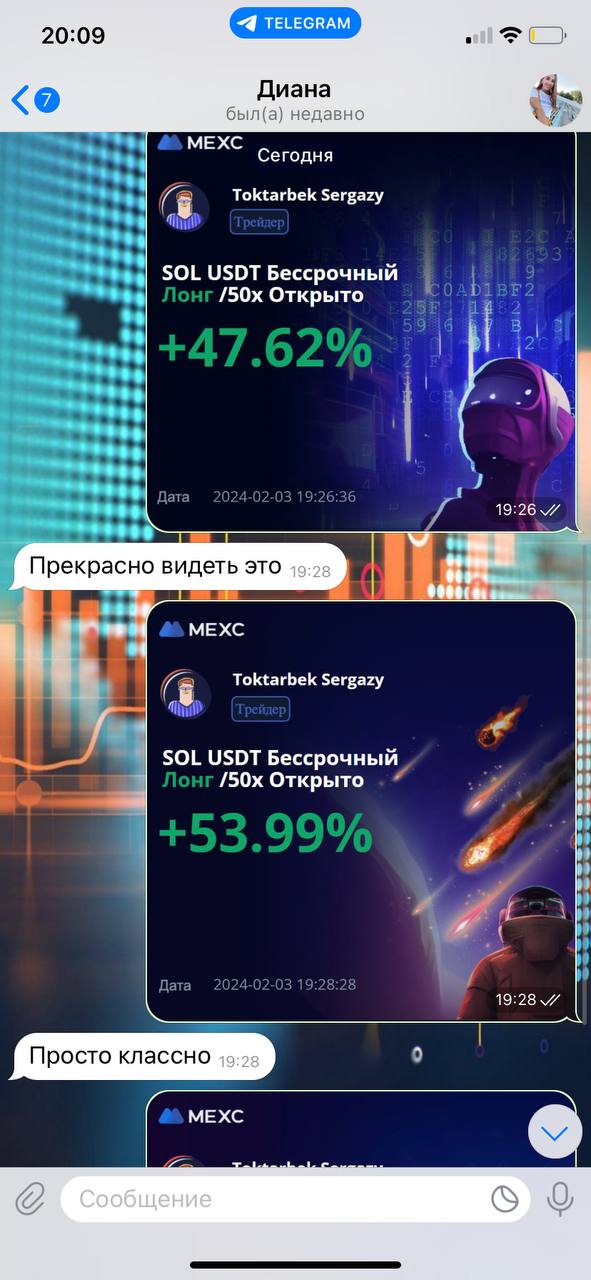 20:09
TELEGRAM
7
Диана
был(а) недавно
MEXC
Сегодня
Toktarbek Sergazy
Трейдер
SOL USDT Бессрочный
Лонг /50x Открыто
+47.62%
Дата 2024-02-03 19:26:36
19:26
Прекрасно видеть это 19:28
MEXC
Toktarbek Sergazy
Трейдер
SOL USDT Бессрочный
Лонг /50x Открыто
+53.99%
Дата 2024-02-03 19:28:28
19:28
Просто классно 19:28
MEXC
Toktarbek Sergazy
Сообщение